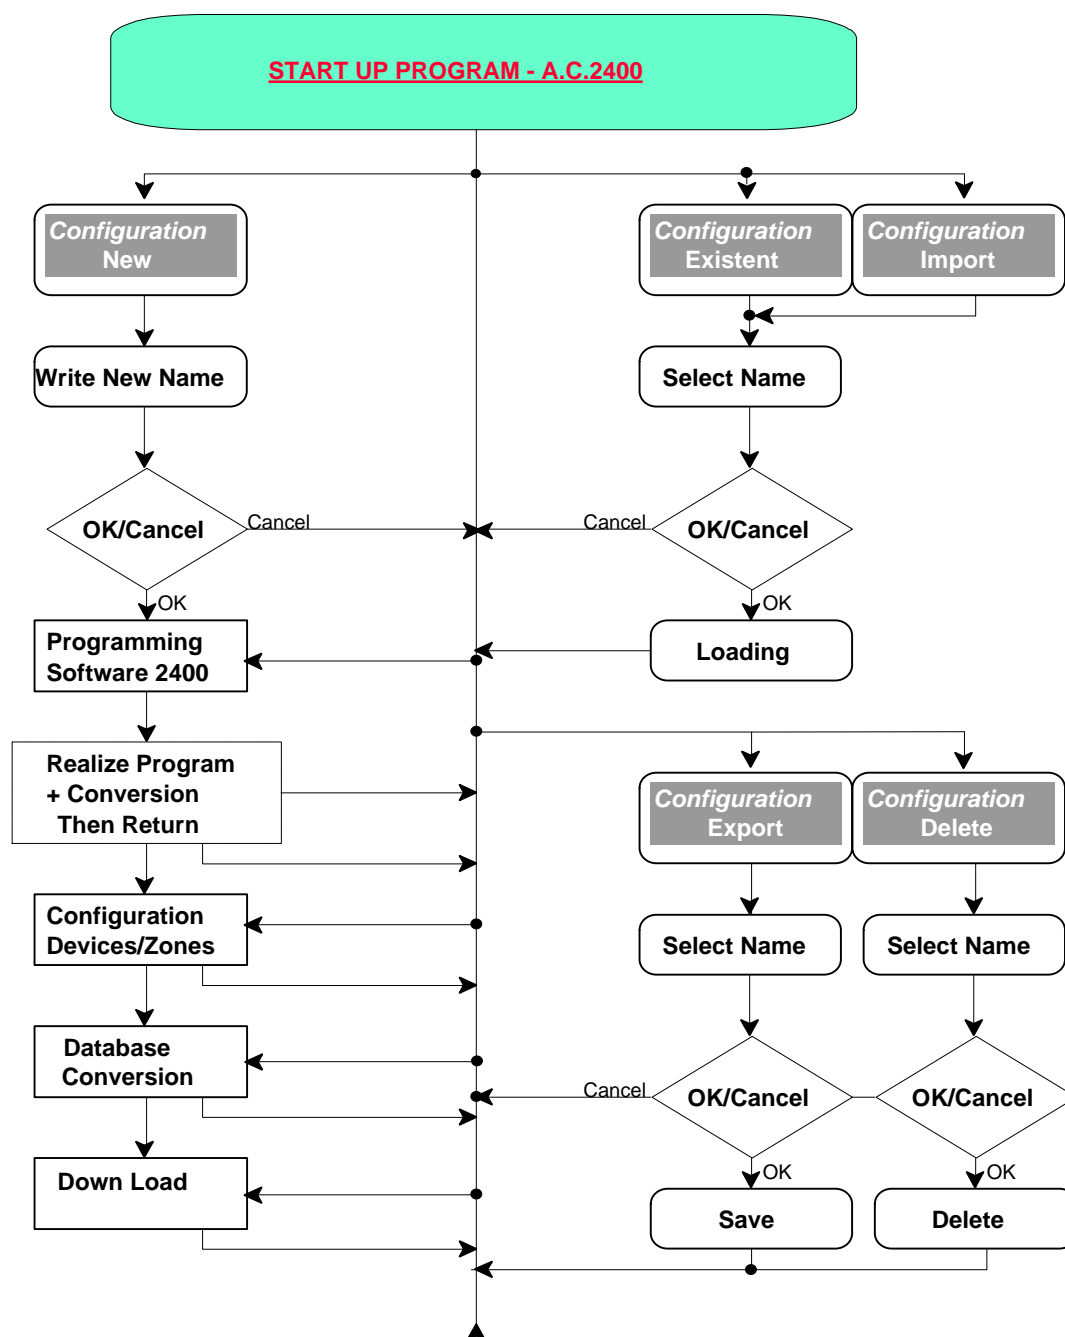 START UP PROGRAM - A.C.2400
Configuration
New
Configuration
Existent
Configuration
Import
Write New Name
Select Name
OK/Cancel
Cancel
Cancel
OK/Cancel
OK
OK
Programming
Software 2400
Loading
Realize Program
+ Conversion
Then Return
Configuration
Export
Configuration
Delete
Configuration
Devices/Zones
Select Name
Select Name
Database
Conversion
Cancel
OK/Cancel
OK/Cancel
OK
OK
Down Load
Save
Delete